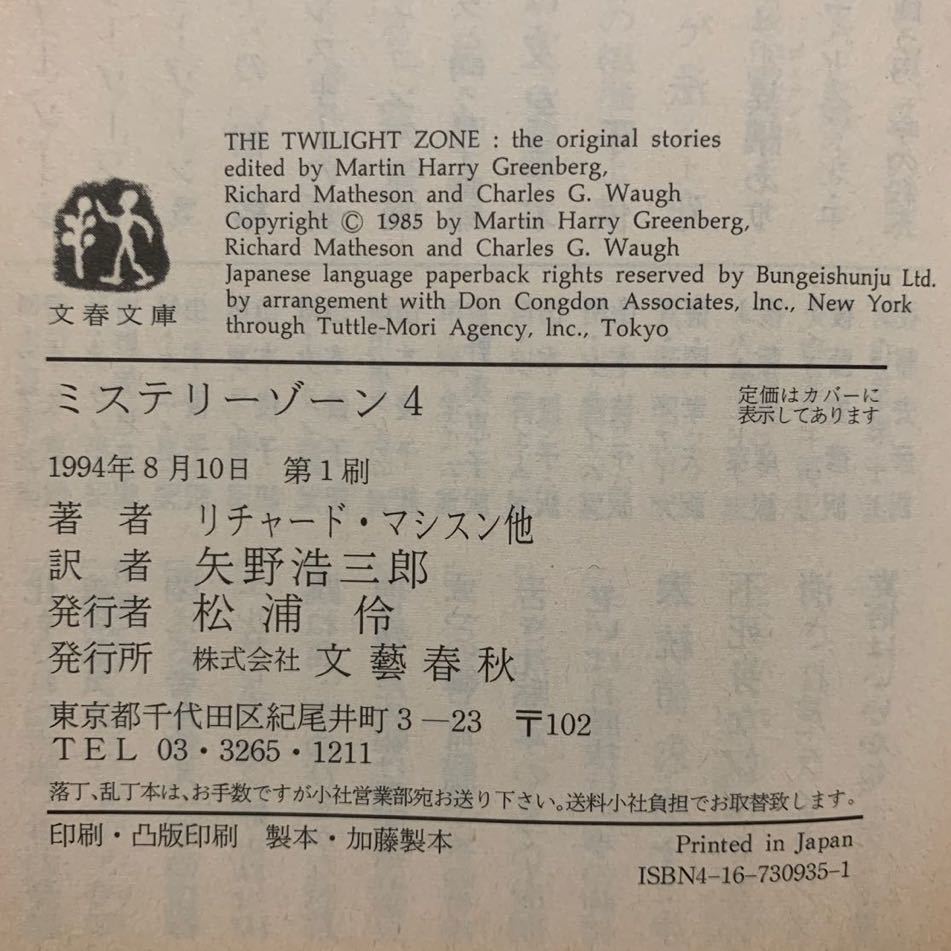 THE TWILIGHT ZONE : the original stories
edited by Martin Harry Greenberg,
Richard Matheson and Charles G. Waugh
Copyright © 1985 by Martin Harry Greenberg,
Richard Matheson and Charles G. Waugh
Japanese language paperback rights reserved by Bungeishunju Ltd.
by arrangement with Don Congdon Associates, Inc., New York
through Tuttle-Mori Agency, Inc., Tokyo
文春文庫
ミステリーゾーン4
定価はカバーに
表示してあります
1994年8月10日 第1刷
著 者 リチャード・マシスン他
訳 者 矢野浩三郎
発行者 松浦 伶
発行所 株式会社 文藝春秋
東京都千代田区紀尾井町3—23 〒102
TEL 03・3265・1211
落丁、乱丁本は、お手数ですが小社営業部宛お送り下さい。送料小社負担でお取替致します。
印刷・凸版印刷 製本・加藤製本
Printed in Japan
ISBN4-16-730935-1